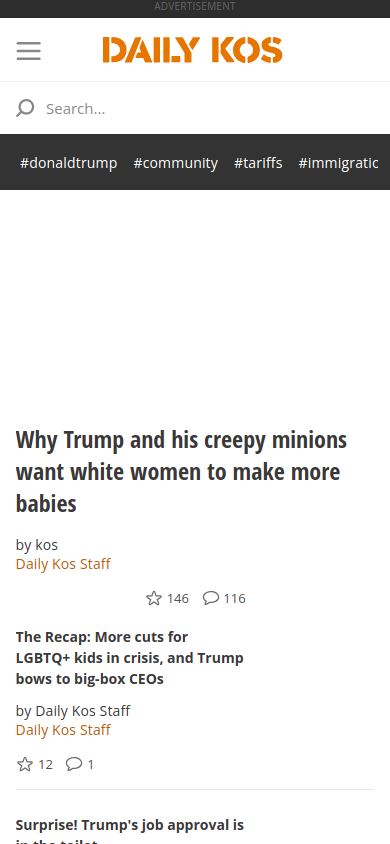 ADVERTISEMENT
DAILY KOS
Search...
#donaldtrump #community #tariffs #immigratic
Why Trump and his creepy minions
want white women to make more
babies
by kos
Daily Kos Staff
146 116
The Recap: More cuts for
LGBTQ+ kids in crisis, and Trump
bows to big-box CEOs
by Daily Kos Staff
Daily Kos Staff
12 1
Surprise! Trump's job approval is
in the toilet